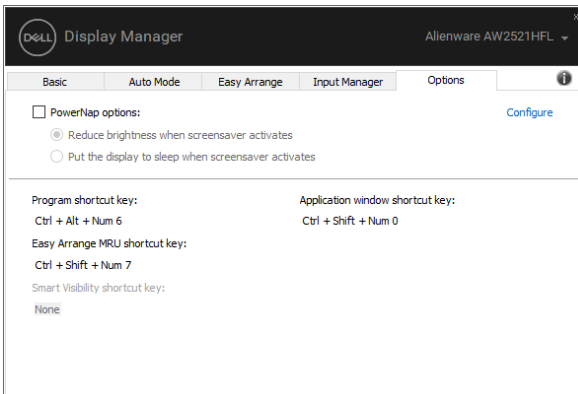 DELL Display Manager
Alienware AW2521HFL
Basic Auto Mode Easy Arrange Input Manager Options
PowerNap options: Configure
Reduce brightness when screensaver activates
Put the display to sleep when screensaver activates
Program shortcut key: Application window shortcut key:
Ctrl + Alt + Num 6 Ctrl + Shift + Num 0
Easy Arrange MRU shortcut key:
Ctrl + Shift + Num 7
Smart Visibility shortcut key:
None